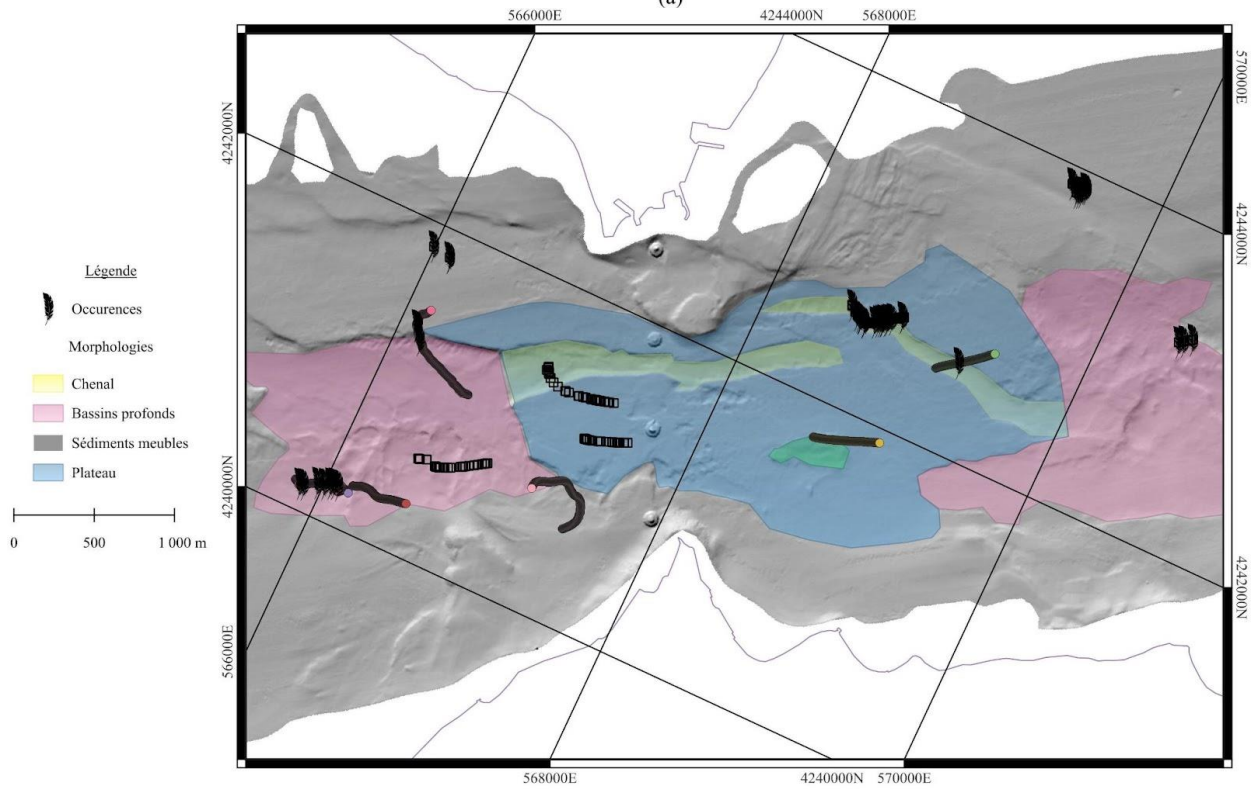 (a)
566000E 4244000N 568000E
570000E
4242000N
4244000N
Légende
Occurences
Morphologies
Chenal
Bassins profonds
Sédiments meubles
Plateau
4240000N
0 500 1 000 m
4242000N
566000E
568000E 4240000N 570000E